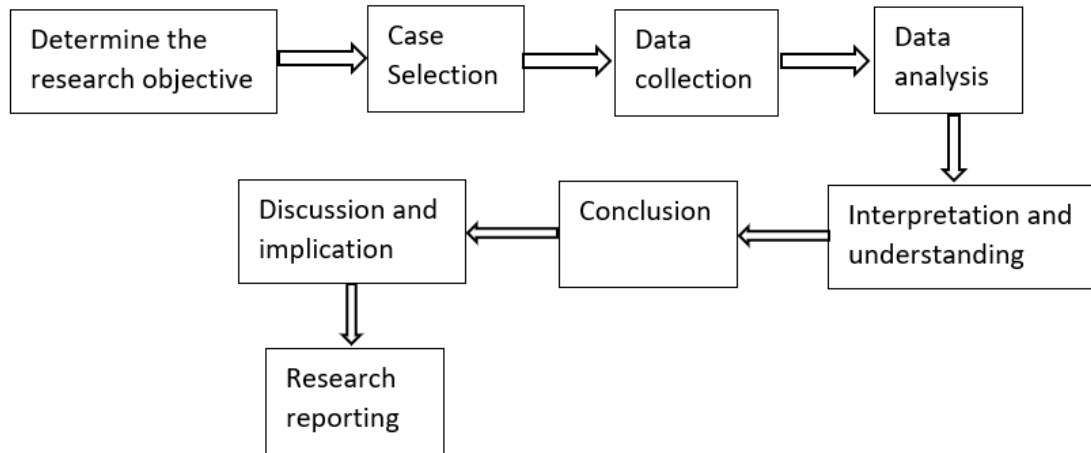 Determine the
research objective
Case
Selection
Data
collection
Data
analysis
Interpretation and
understanding
Conclusion
Discussion and
implication
Research
reporting